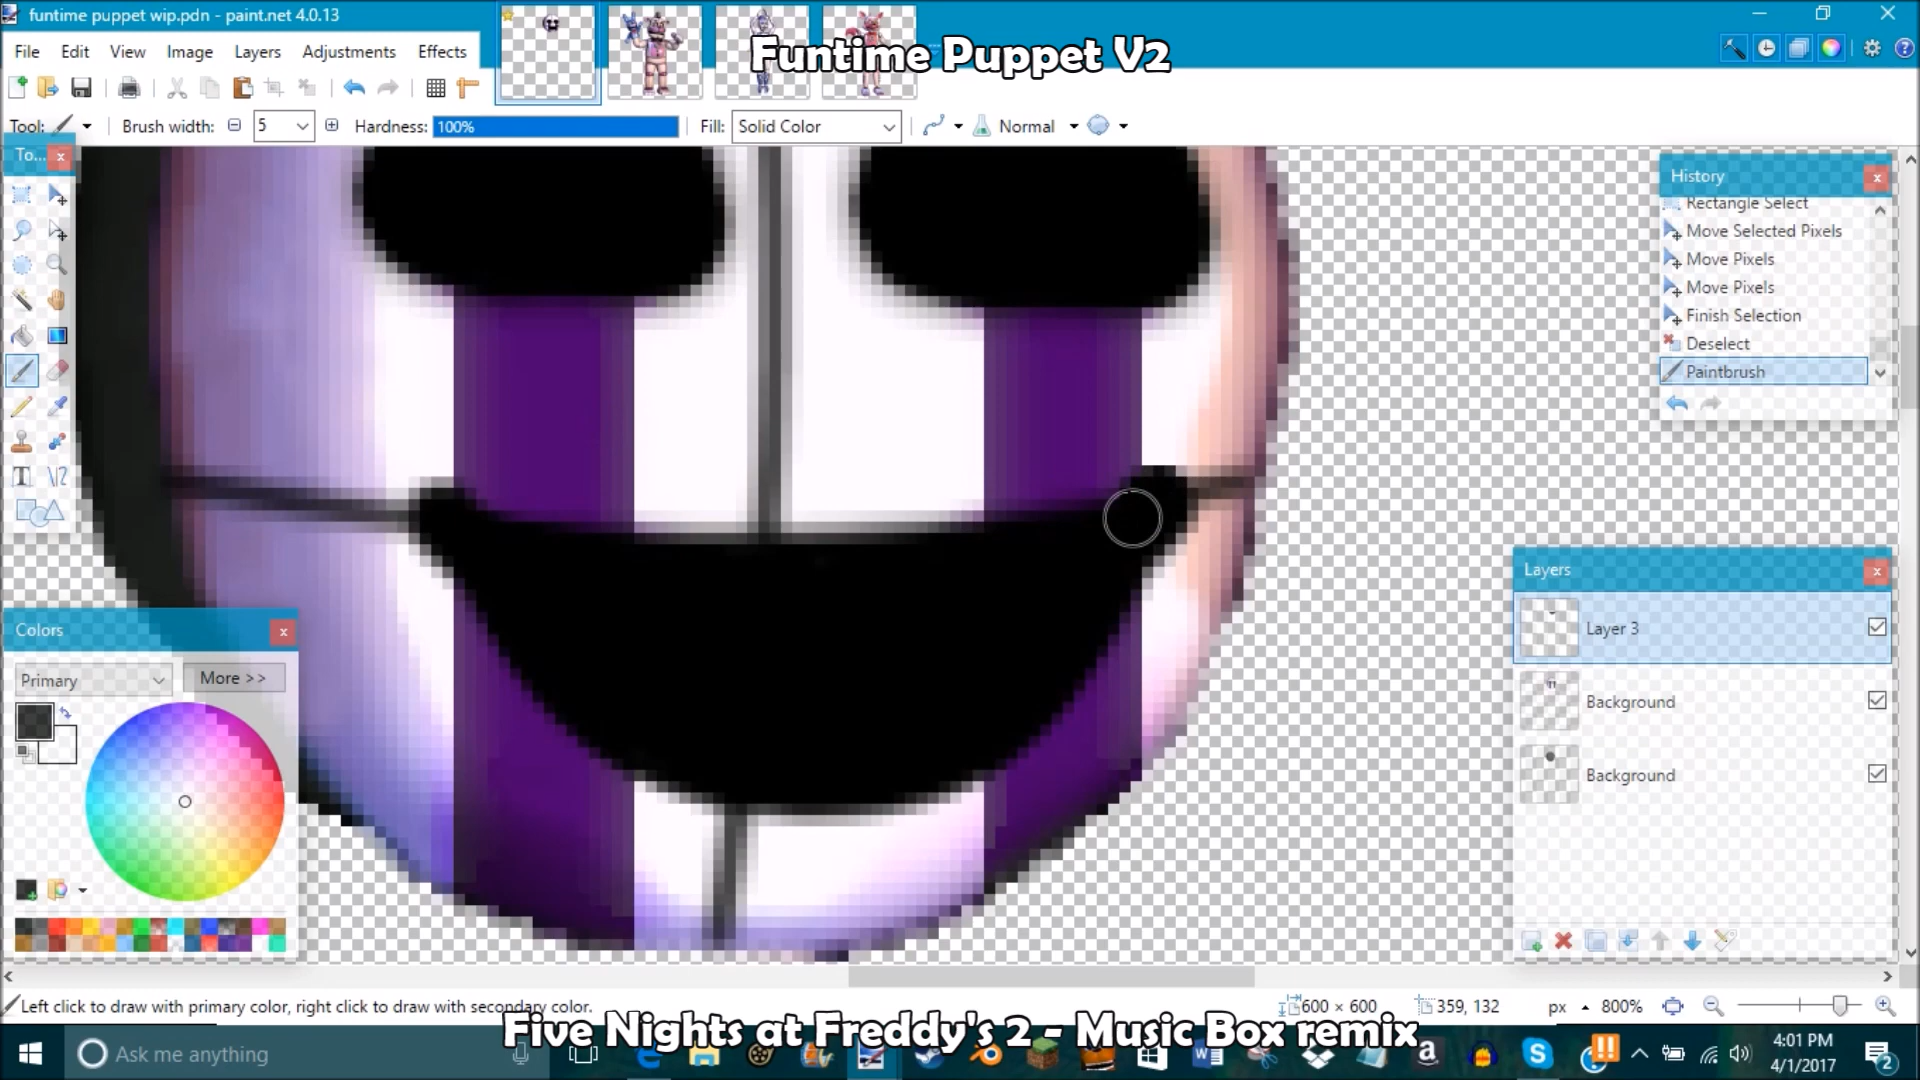 funtime puppet wip.pdn - paint.net 4.0.13
File Edit View Image Layers Adjustments Effects
Funtime Puppet V2
Tool: Brush width: 5 Hardness: 100% Fill: Solid Color Normal
To...
History
Rectangle Select
Move Selected Pixels
Move Pixels
Move Pixels
Finish Selection
Deselect
Paintbrush
Layers
Layer 3
Background
Background
Colors
Primary More >>
Left click to draw with primary color, right click to draw with secondary color.
600 × 600 359, 132 px 800%
Five Nights at Freddy's 2 - Music Box remix
Ask me anything
4:01 PM
4/1/2017
2